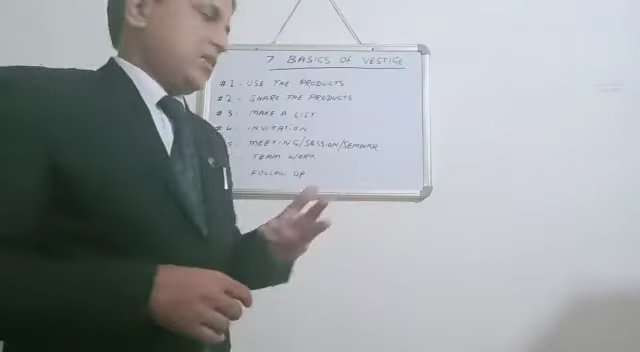 7 BASICS OF VESTIGE
#1 - USE THE PRODUCTS
#2 - SHARE THE PRODUCTS
#3 - MAKE A LIST
#4 - INVITATION
MEETING/SESSION/SEMINAR
TEAM WORK
FOLLOW UP